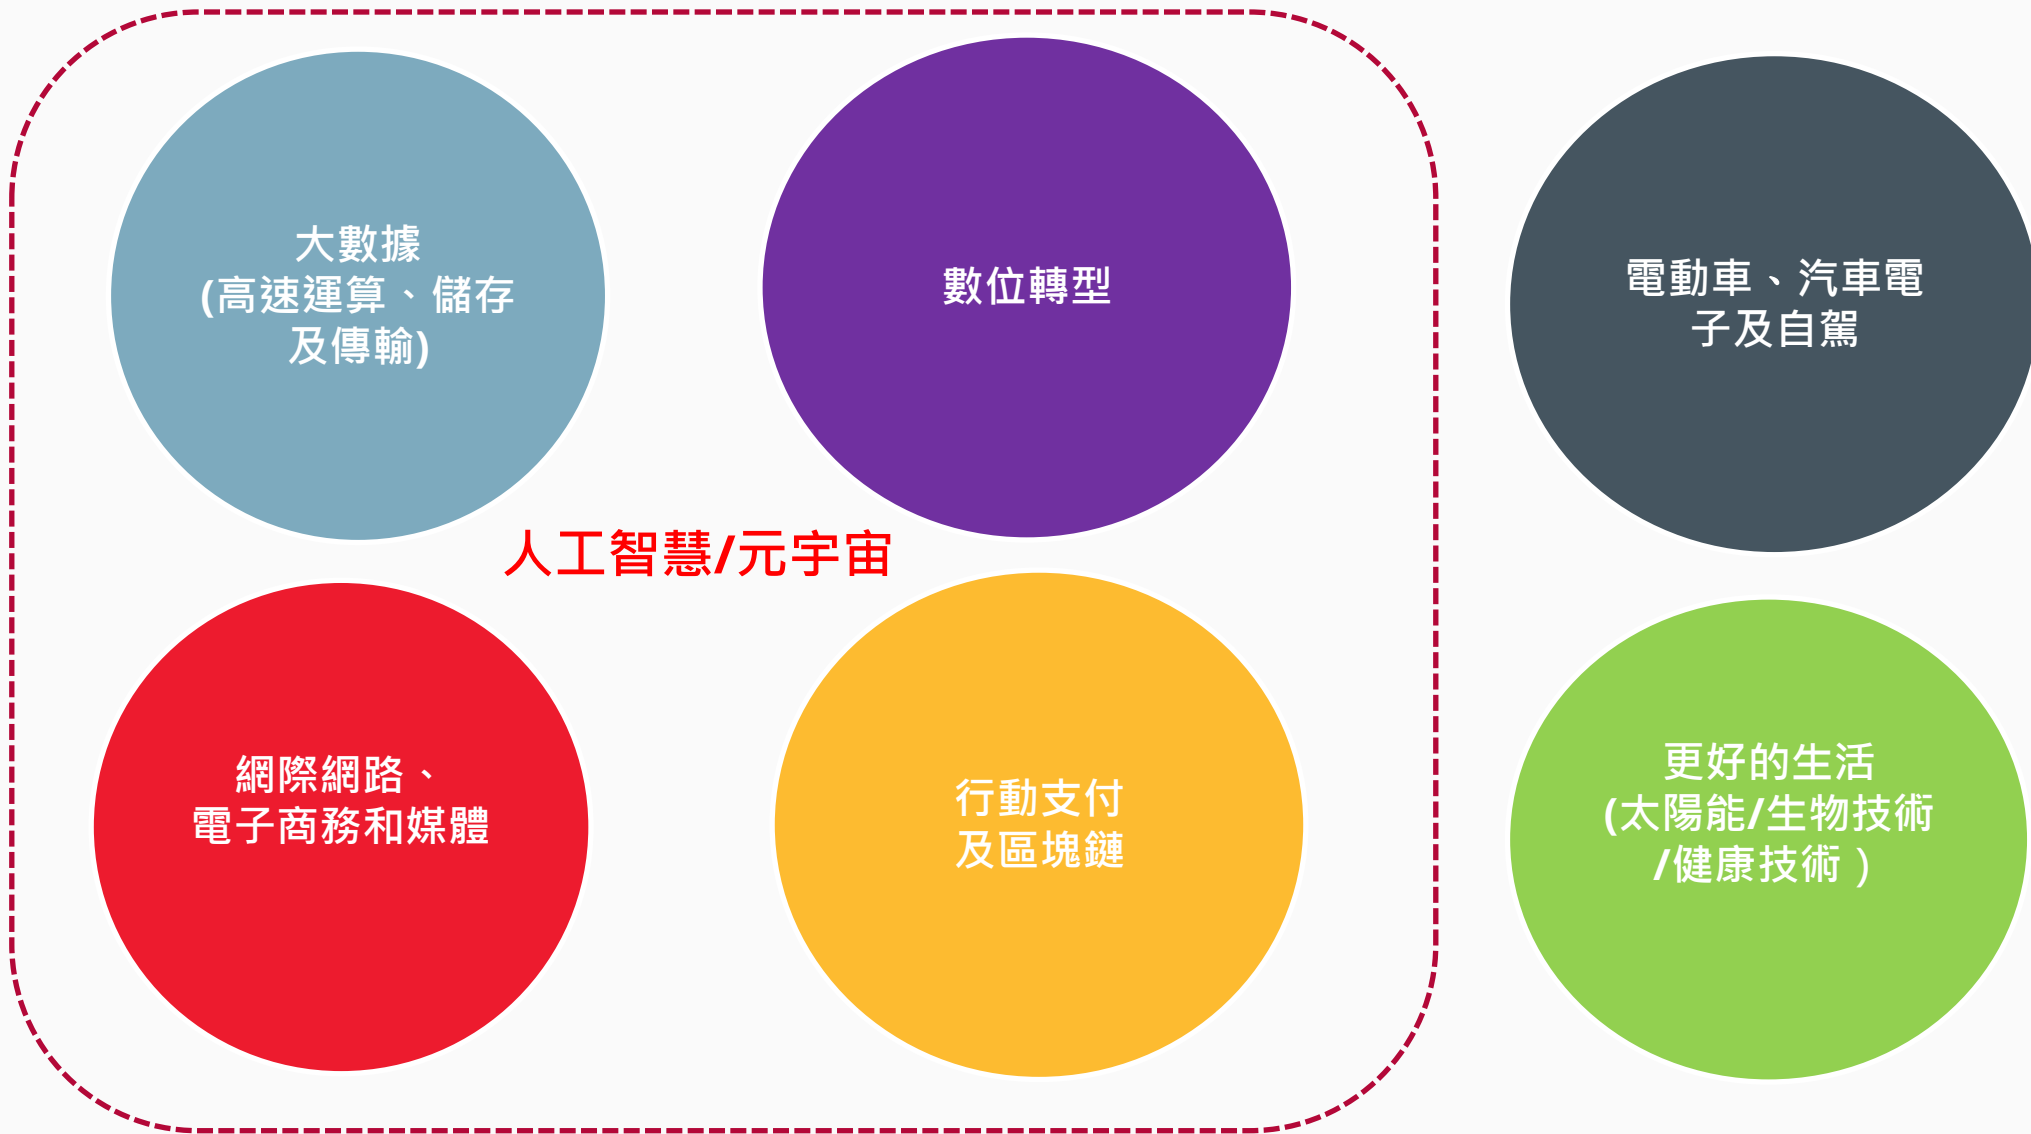 大數據
(高速運算、儲存
及傳輸)
數位轉型
電動車、汽車電
子及自駕
人工智慧/元宇宙
網際網路、
電子商務和媒體
行動支付
及區塊鏈
更好的生活
(太陽能/生物技術
/健康技術 )